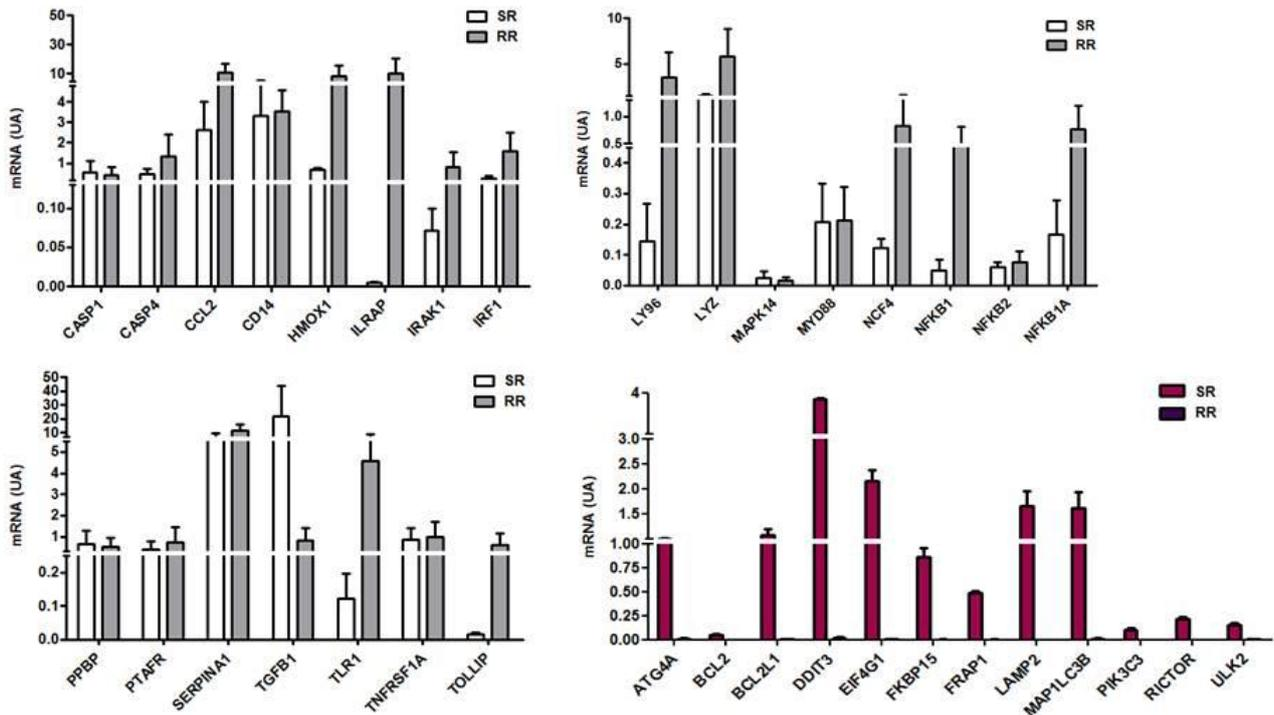 50
30
10
4
3
2
1
0.10
0.05
0.00
mRNA (UA)
SR
RR
CASP1
CASP4
CCL2
CD14
HMOX1
ILRAP
IRAK1
IRF1
10
5
1.0
0.5
0.4
0.3
0.2
0.1
0.0
mRNA (UA)
SR
RR
LY96
LYZ
MAPK14
MYD88
NCF4
NFKB1
NFKB2
NFKB1A
50
40
30
20
10
5
4
3
2
1
0.2
0.1
0.0
mRNA (UA)
SR
RR
PPBP
PTAFR
SERPINA1
TGFB1
TLR1
TNFRSF1A
TOLLIP
4
3.0
2.5
2.0
1.5
1.00
0.75
0.50
0.25
0.00
mRNA (UA)
SR
RR
ATG4A
BCL2
BCL2L1
DDIT3
EIF4G1
FKBP15
FRAP1
LAMP2
MAP1LC3B
PIK3C3
RICTOR
ULK2